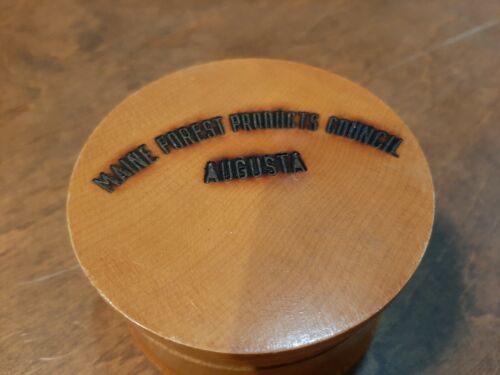 MAINE FOREST PRODUCTS COUNCIL
AUGUSTA